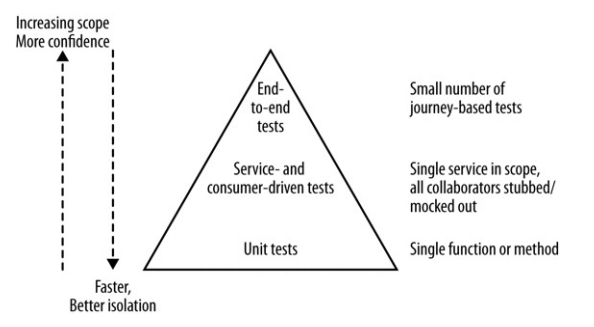 Increasing scope
More confidence
End-
to-end
tests
Small number of
journey-based tests
Service- and
consumer-driven tests
Single service in scope,
all collaborators stubbed/
mocked out
Unit tests
Single function or method
Faster,
Better isolation